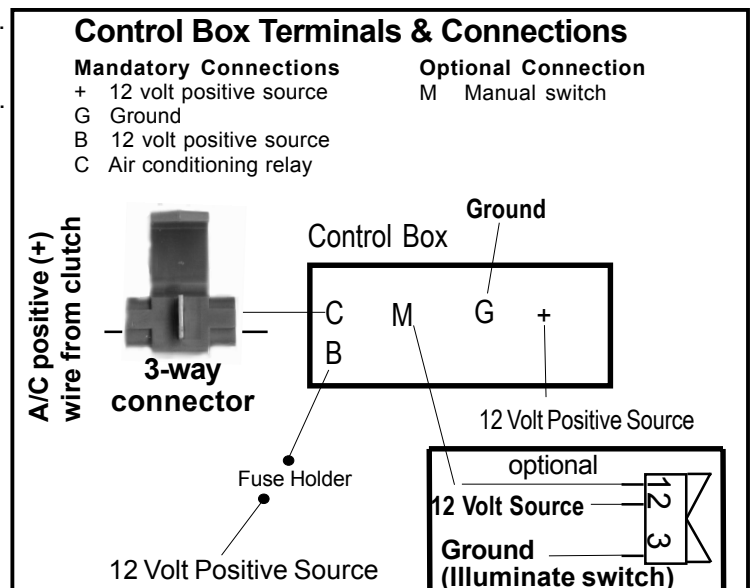 Control Box Terminals & Connections
Mandatory Connections
+ 12 volt positive source
G Ground
B 12 volt positive source
C Air conditioning relay
Optional Connection
M Manual switch
A/C positive (+)
wire from clutch
3-way
connector
Control Box
Ground
C M G +
B
12 Volt Positive Source
Fuse Holder
12 Volt Positive Source
optional
12 Volt Source
Ground
(Illuminate switch)
1
2
3